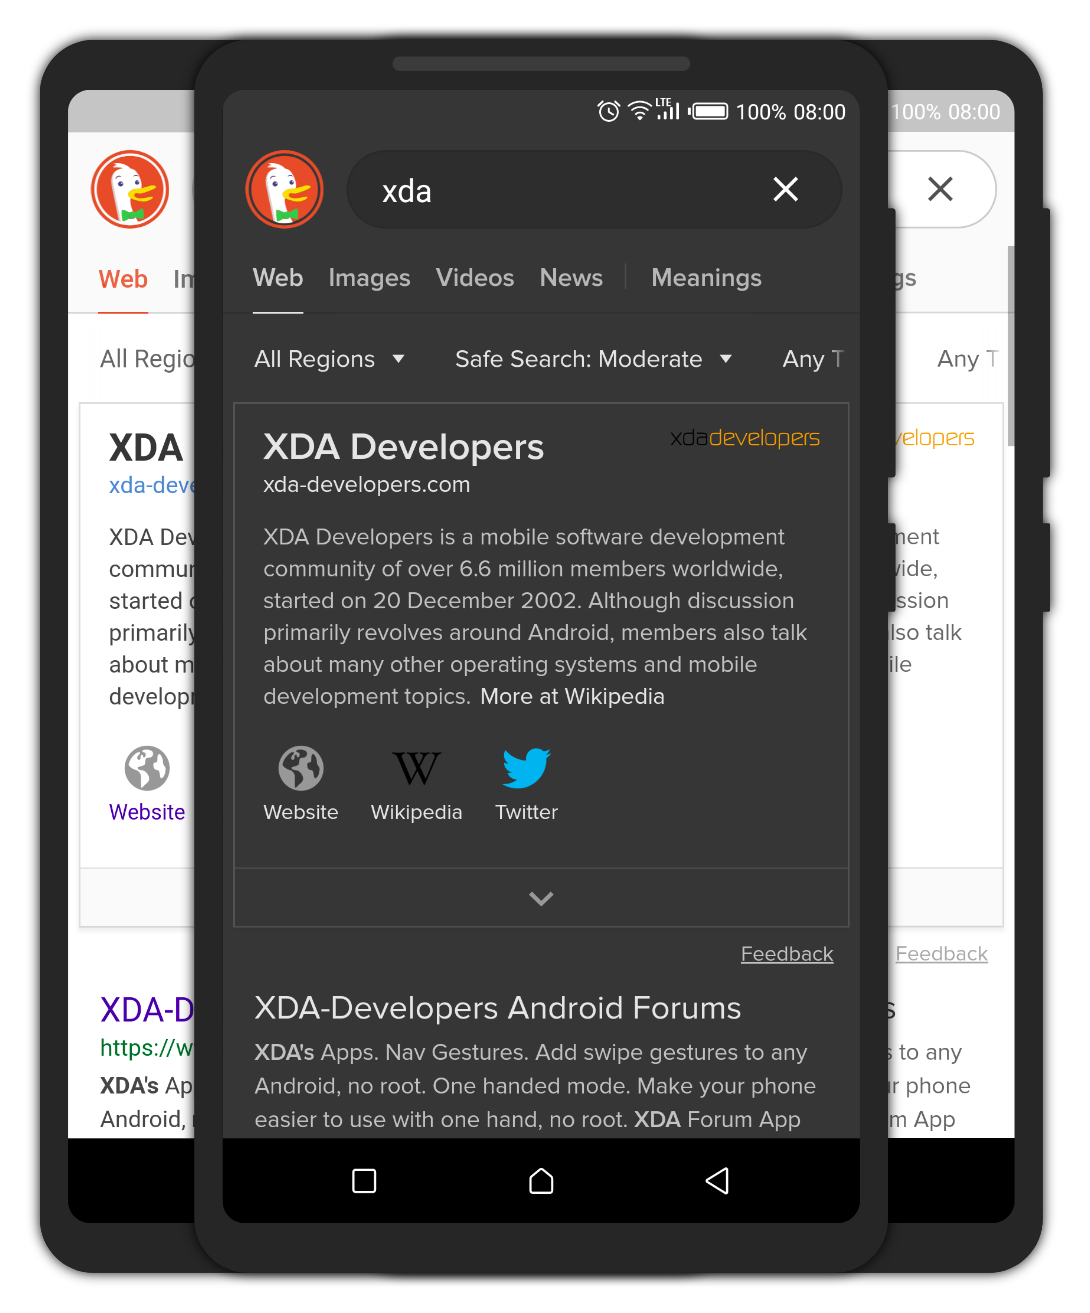 LTE
100% 08:00
xda
Web Images Videos News Meanings
All Regions Safe Search: Moderate Any T
XDA Developers
xdadevelopers
xda-developers.com
XDA Developers is a mobile software development
community of over 6.6 million members worldwide,
started on 20 December 2002. Although discussion
primarily revolves around Android, members also talk
about many other operating systems and mobile
development topics. More at Wikipedia
W
Website Wikipedia Twitter
Feedback
XDA-Developers Android Forums
XDA's Apps. Nav Gestures. Add swipe gestures to any
Android, no root. One handed mode. Make your phone
easier to use with one hand, no root. XDA Forum App
Web Im
All Regio
XDA
xda-deve
XDA Dev
commun
started
primarily
about m
develop
Website
XDA-D
https://w
XDA's Ap
Android,
100% 08:00
gs
Any T
velopers
ment
wide,
ssion
lso talk
ile
Feedback
s
s to any
r phone
m App